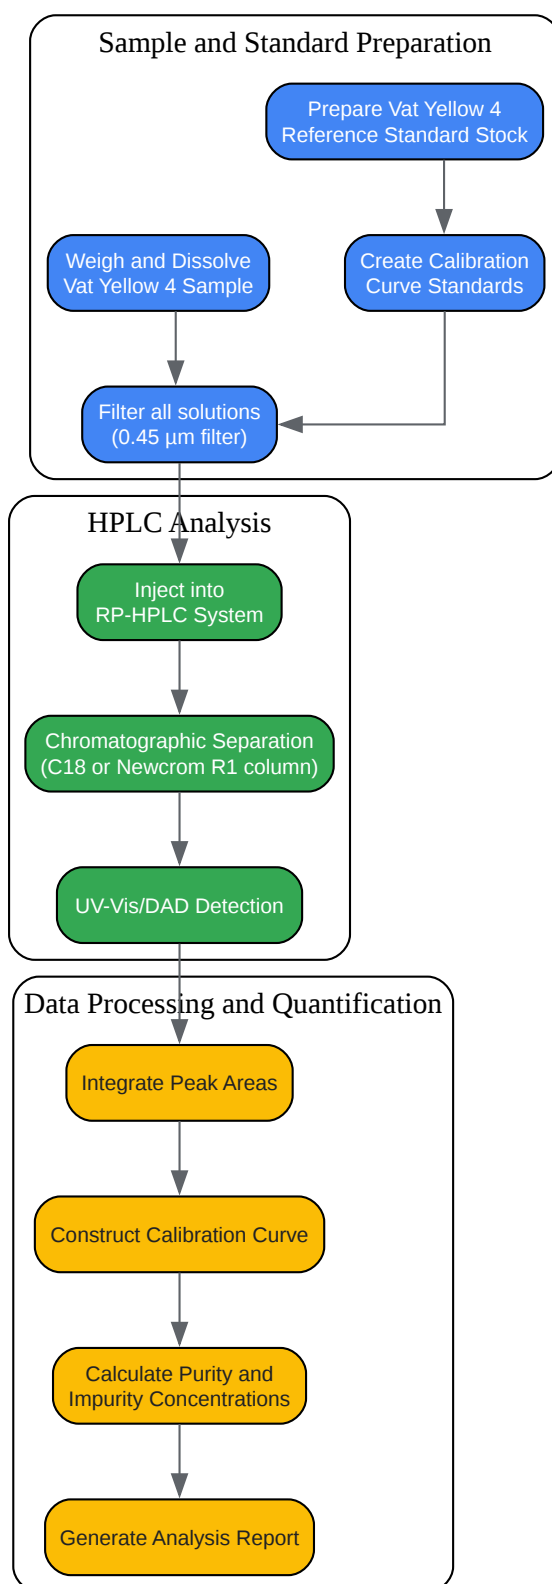 Sample and Standard Preparation
Prepare Vat Yellow 4
Reference Standard Stock
Weigh and Dissolve
Vat Yellow 4 Sample
Create Calibration
Curve Standards
Filter all solutions
(0.45 µm filter)
HPLC Analysis
Inject into
RP-HPLC System
Chromatographic Separation
(C18 or Newcrom R1 column)
UV-Vis/DAD Detection
Data Processing and Quantification
Integrate Peak Areas
Construct Calibration Curve
Calculate Purity and
Impurity Concentrations
Generate Analysis Report